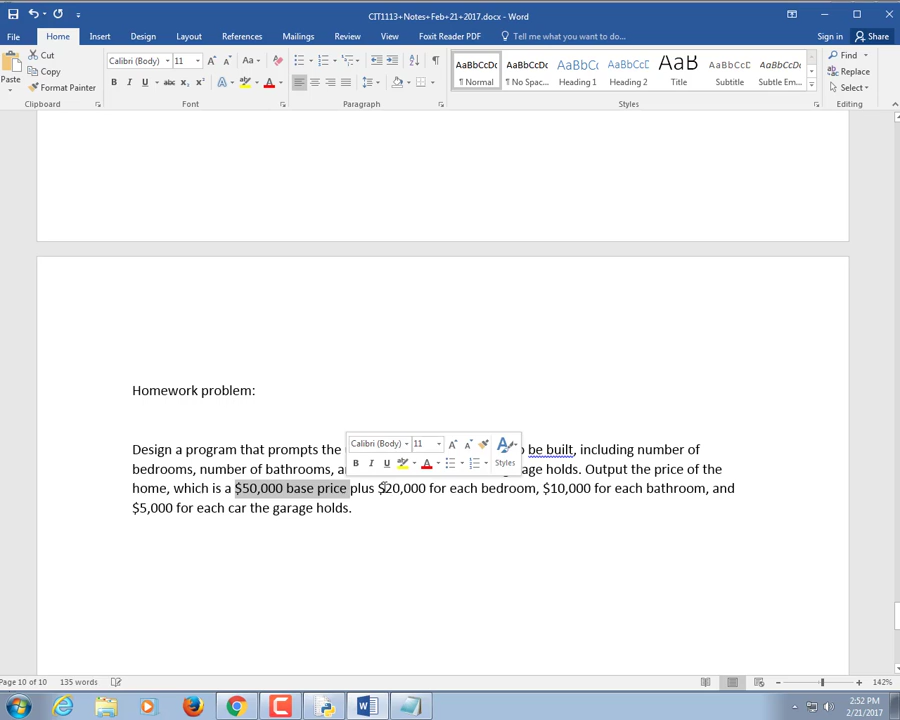 CIT1113+Notes+Feb+21+2017.docx - Word
File Home Insert Design Layout References Mailings Review View Foxit Reader PDF Tell me what you want to do... Sign in Share
Paste Cut Copy Format Painter
Calibri (Body) 11
AaBbCcDc AaBbCcDc AaBbCc AaBbCcD AaB AaBbCcD AaBbCcDc
¶ Normal ¶ No Spac... Heading 1 Heading 2 Title Subtitle Subtle Em...
Find Replace Select
Clipboard Font Paragraph Styles Editing
Homework problem:
Calibri (Body) 11
B I U A Styles
Design a program that prompts the be built, including number of
bedrooms, number of bathrooms, age holds. Output the price of the
home, which is a $50,000 base price plus $20,000 for each bedroom, $10,000 for each bathroom, and
$5,000 for each car the garage holds.
Page 10 of 10 135 words 142%
2:52 PM
2/21/2017